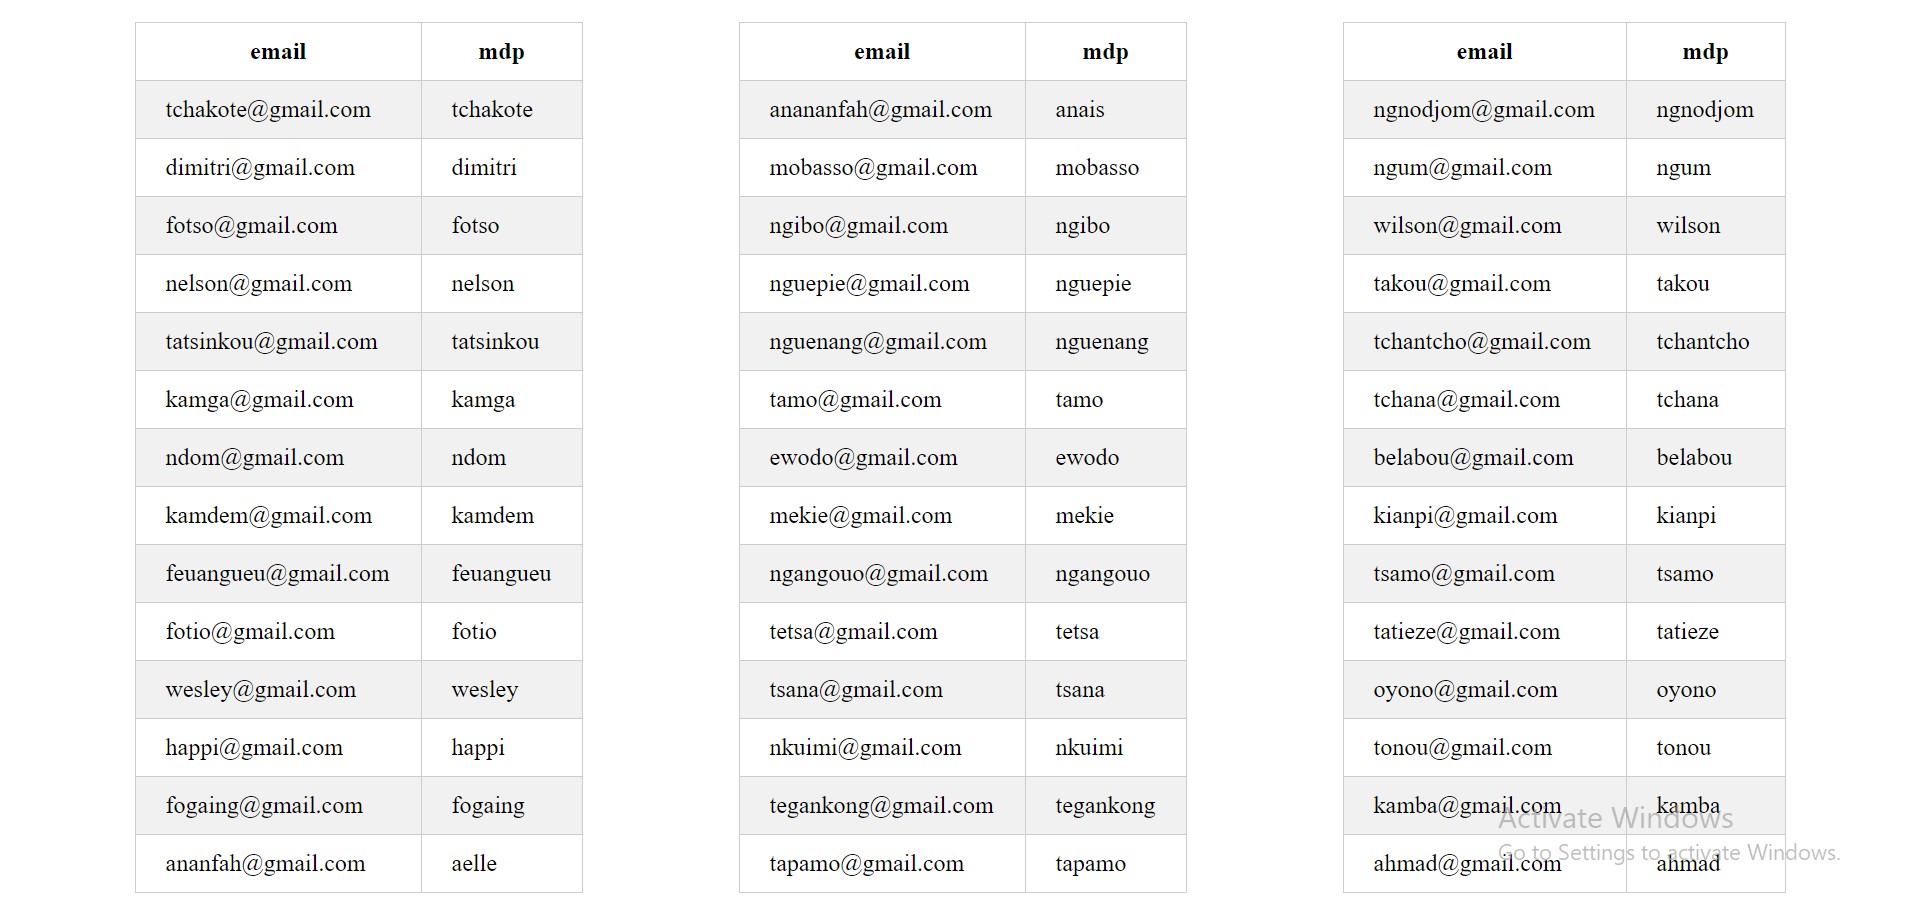 email mdp
tchakote@gmail.com tchakote
dimitri@gmail.com dimitri
fotso@gmail.com fotso
nelson@gmail.com nelson
tatsinkou@gmail.com tatsinkou
kamga@gmail.com kamga
ndom@gmail.com ndom
kamdem@gmail.com kamdem
feuangueu@gmail.com feuangueu
fotio@gmail.com fotio
wesley@gmail.com wesley
happi@gmail.com happi
fogaing@gmail.com fogaing
ananfah@gmail.com aelle
email mdp
anananfah@gmail.com anais
mobasso@gmail.com mobasso
ngibo@gmail.com ngibo
nguepie@gmail.com nguepie
nguenang@gmail.com nguenang
tamo@gmail.com tamo
ewodo@gmail.com ewodo
mekie@gmail.com mekie
ngangouo@gmail.com ngangouo
tetsa@gmail.com tetsa
tsana@gmail.com tsana
nkuimi@gmail.com nkuimi
tegankong@gmail.com tegankong
tapamo@gmail.com tapamo
email mdp
ngnodjom@gmail.com ngnodjom
ngum@gmail.com ngum
wilson@gmail.com wilson
takou@gmail.com takou
tchantcho@gmail.com tchantcho
tchana@gmail.com tchana
belabou@gmail.com belabou
kianpi@gmail.com kianpi
tsamo@gmail.com tsamo
tatieze@gmail.com tatieze
oyono@gmail.com oyono
tonou@gmail.com tonou
kamba@gmail.com kamba
ahmad@gmail.com ahmad
Activate Windows
Go to Settings to activate Windows.